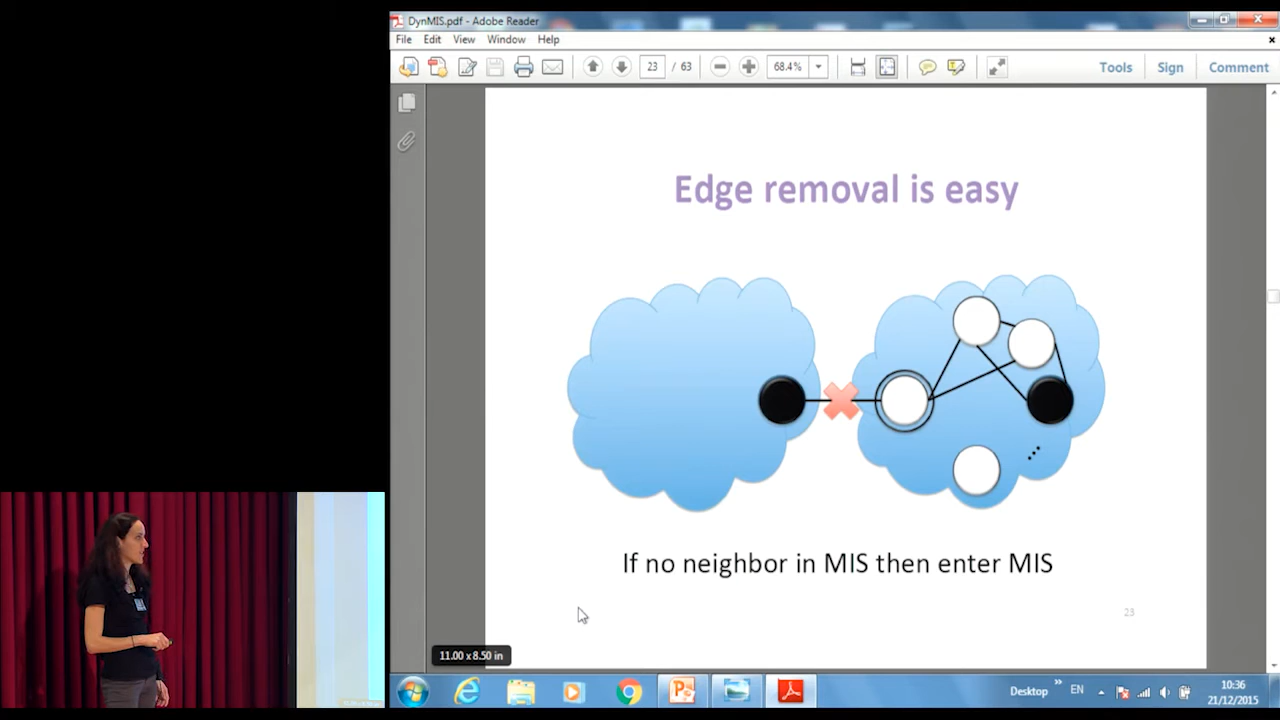 DynMIS.pdf - Adobe Reader
File Edit View Window Help
23 / 63
68.4%
Tools Sign Comment
Edge removal is easy
...
If no neighbor in MIS then enter MIS
23
11.00 x 8.50 in
Desktop » EN
10:36
21/12/2015